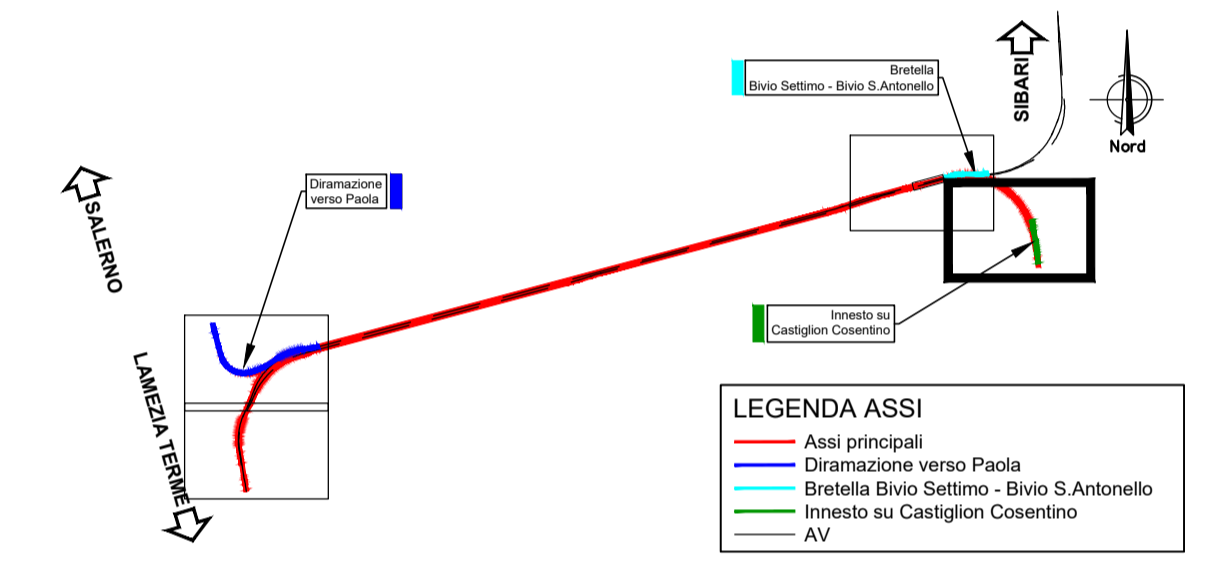 Bretella
Bivio Settimo - Bivio S.Antonello
SIBARI
Nord
Diramazione
verso Paola
SALERNO
Innesto su
Castiglion Cosentino
LAMEZIA TERME
LEGENDA ASSI
Assi principali
Diramazione verso Paola
Bretella Bivio Settimo - Bivio S.Antonello
Innesto su Castiglion Cosentino
AV